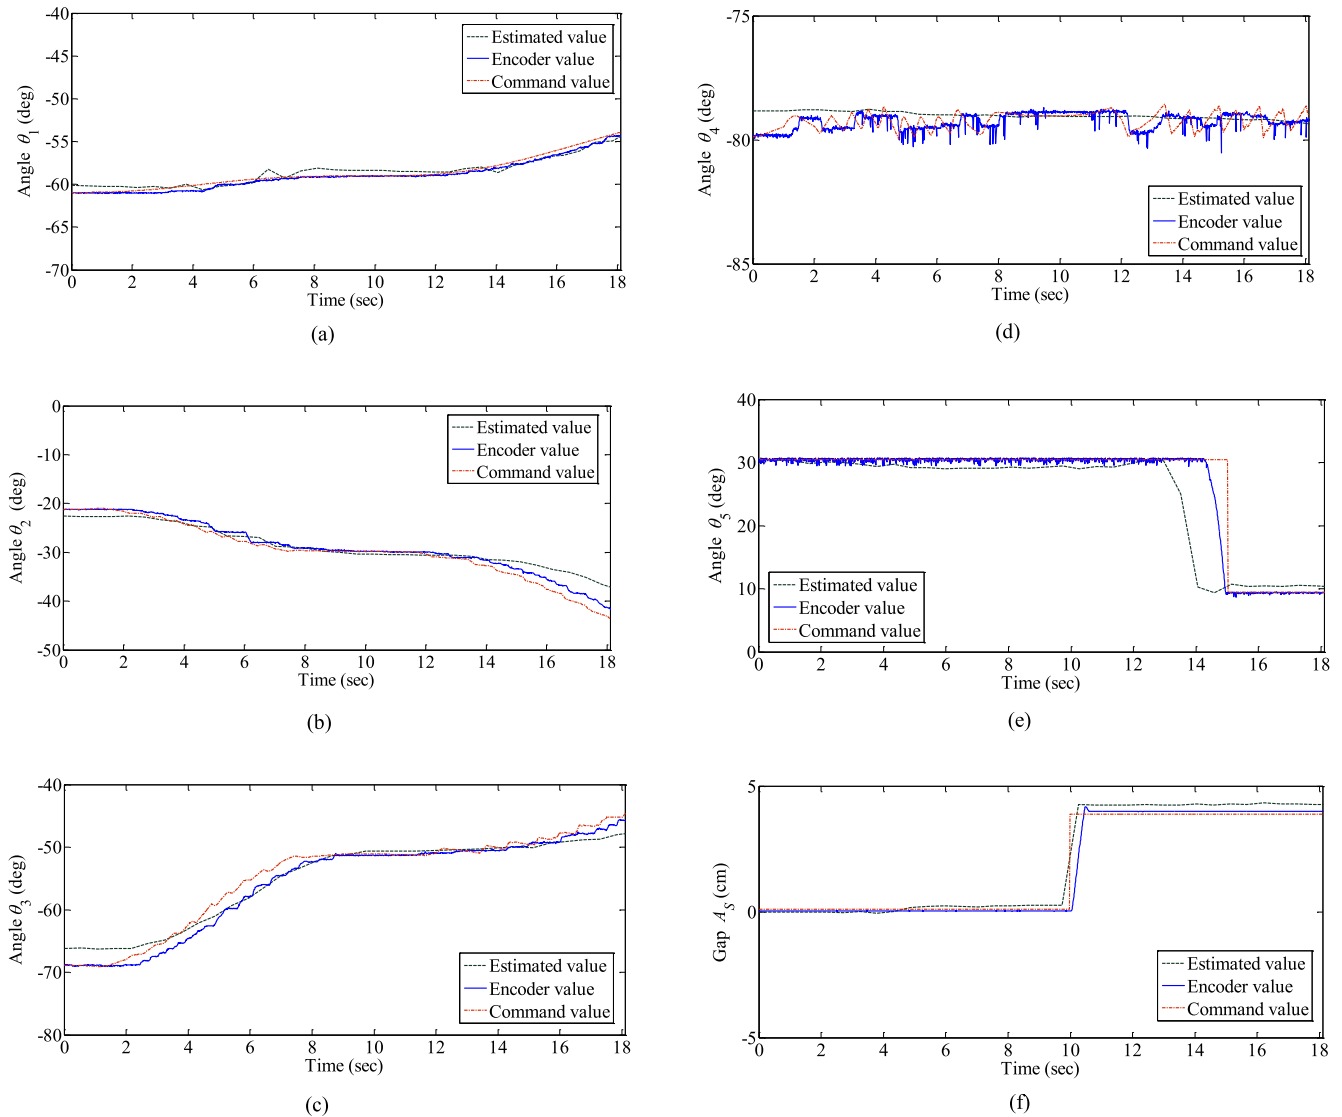 -40
-45
-50
-55
-60
-65
-70
Angle θ1 (deg)
Estimated value
Encoder value
Command value
0 2 4 6 8 10 12 14 16 18
Time (sec)
(a)
-75
-80
-85
Angle θ4 (deg)
Estimated value
Encoder value
Command value
0 2 4 6 8 10 12 14 16 18
Time (sec)
(d)
0
-10
-20
-30
-40
-50
Angle θ2 (deg)
Estimated value
Encoder value
Command value
0 2 4 6 8 10 12 14 16 18
Time (sec)
(b)
40
30
20
10
0
Angle θ5 (deg)
Estimated value
Encoder value
Command value
0 2 4 6 8 10 12 14 16 18
Time (sec)
(e)
-40
-50
-60
-70
-80
Angle θ3 (deg)
Estimated value
Encoder value
Command value
0 2 4 6 8 10 12 14 16 18
Time (sec)
(c)
5
0
-5
Gap AS (cm)
Estimated value
Encoder value
Command value
0 2 4 6 8 10 12 14 16 18
Time (sec)
(f)